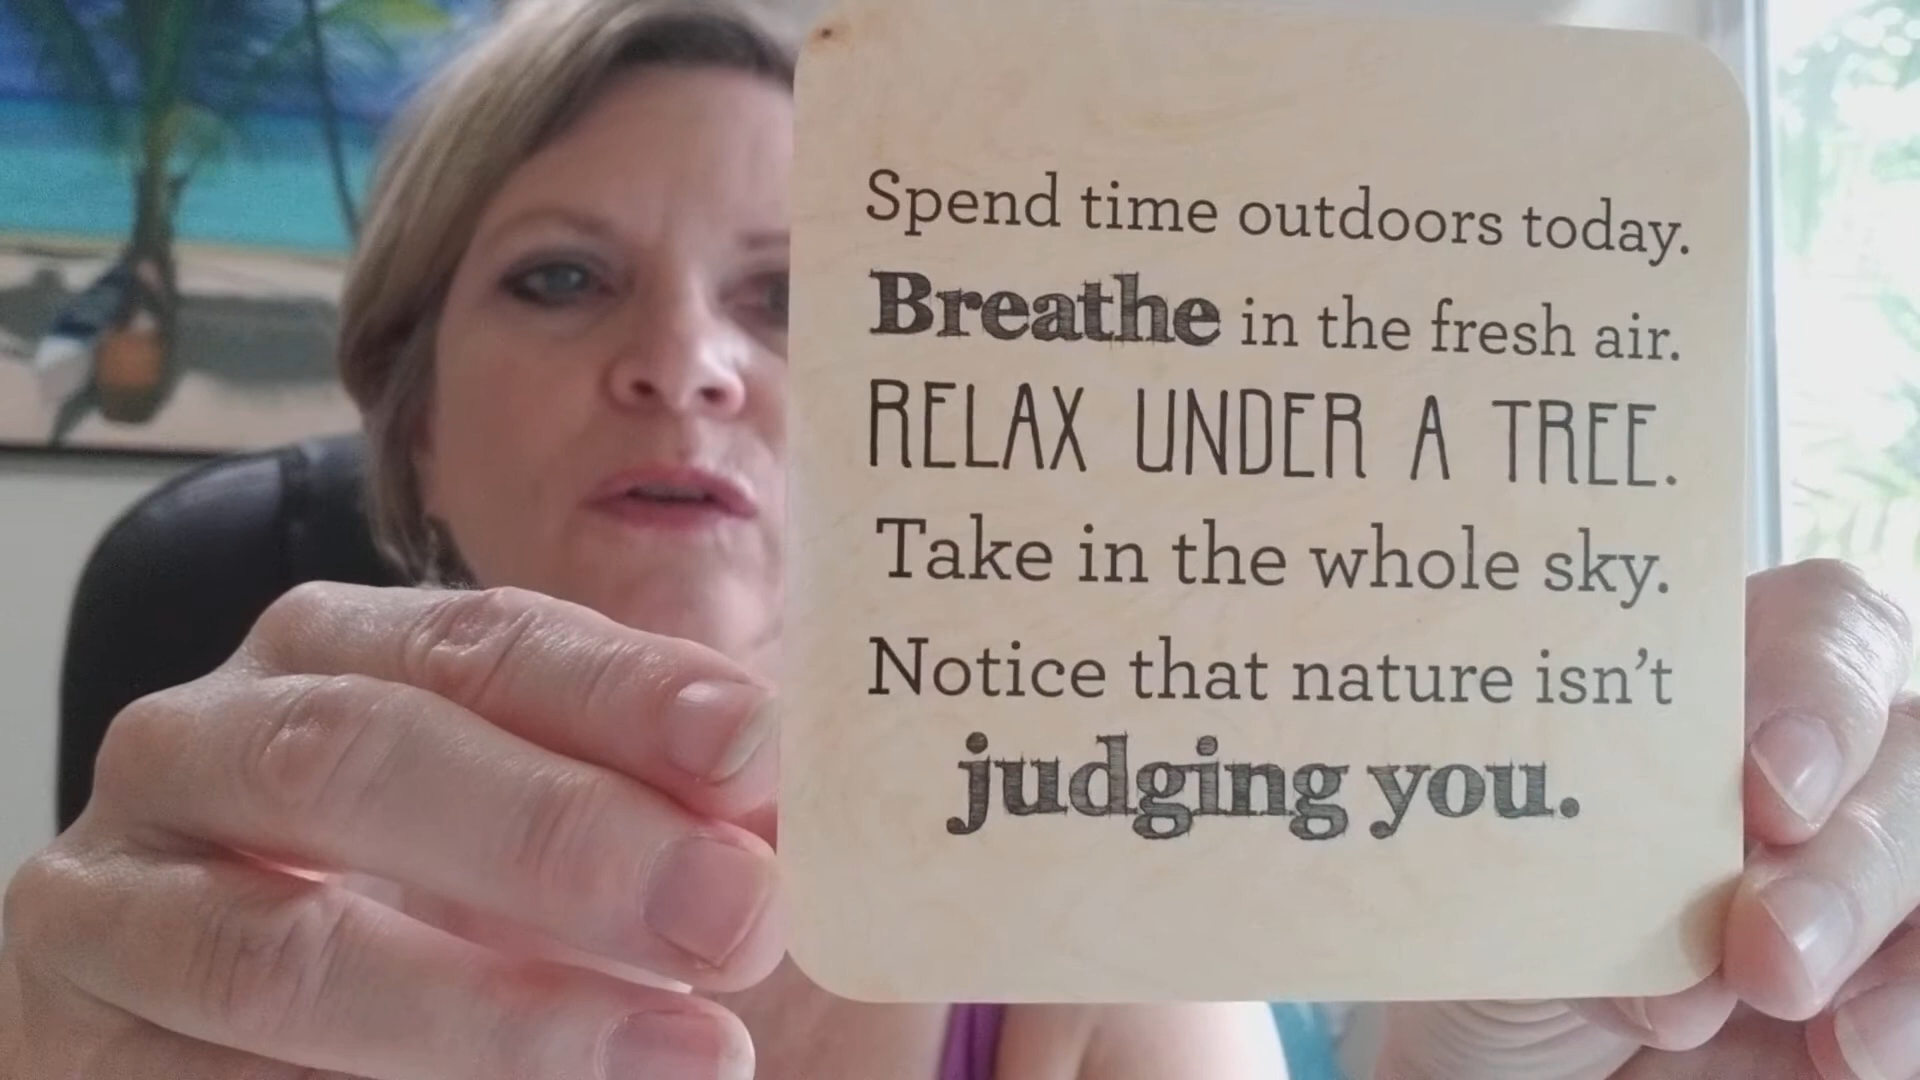 Spend time outdoors today.
Breathe in the fresh air.
RELAX UNDER A TREE.
Take in the whole sky.
Notice that nature isn’t
judging you.